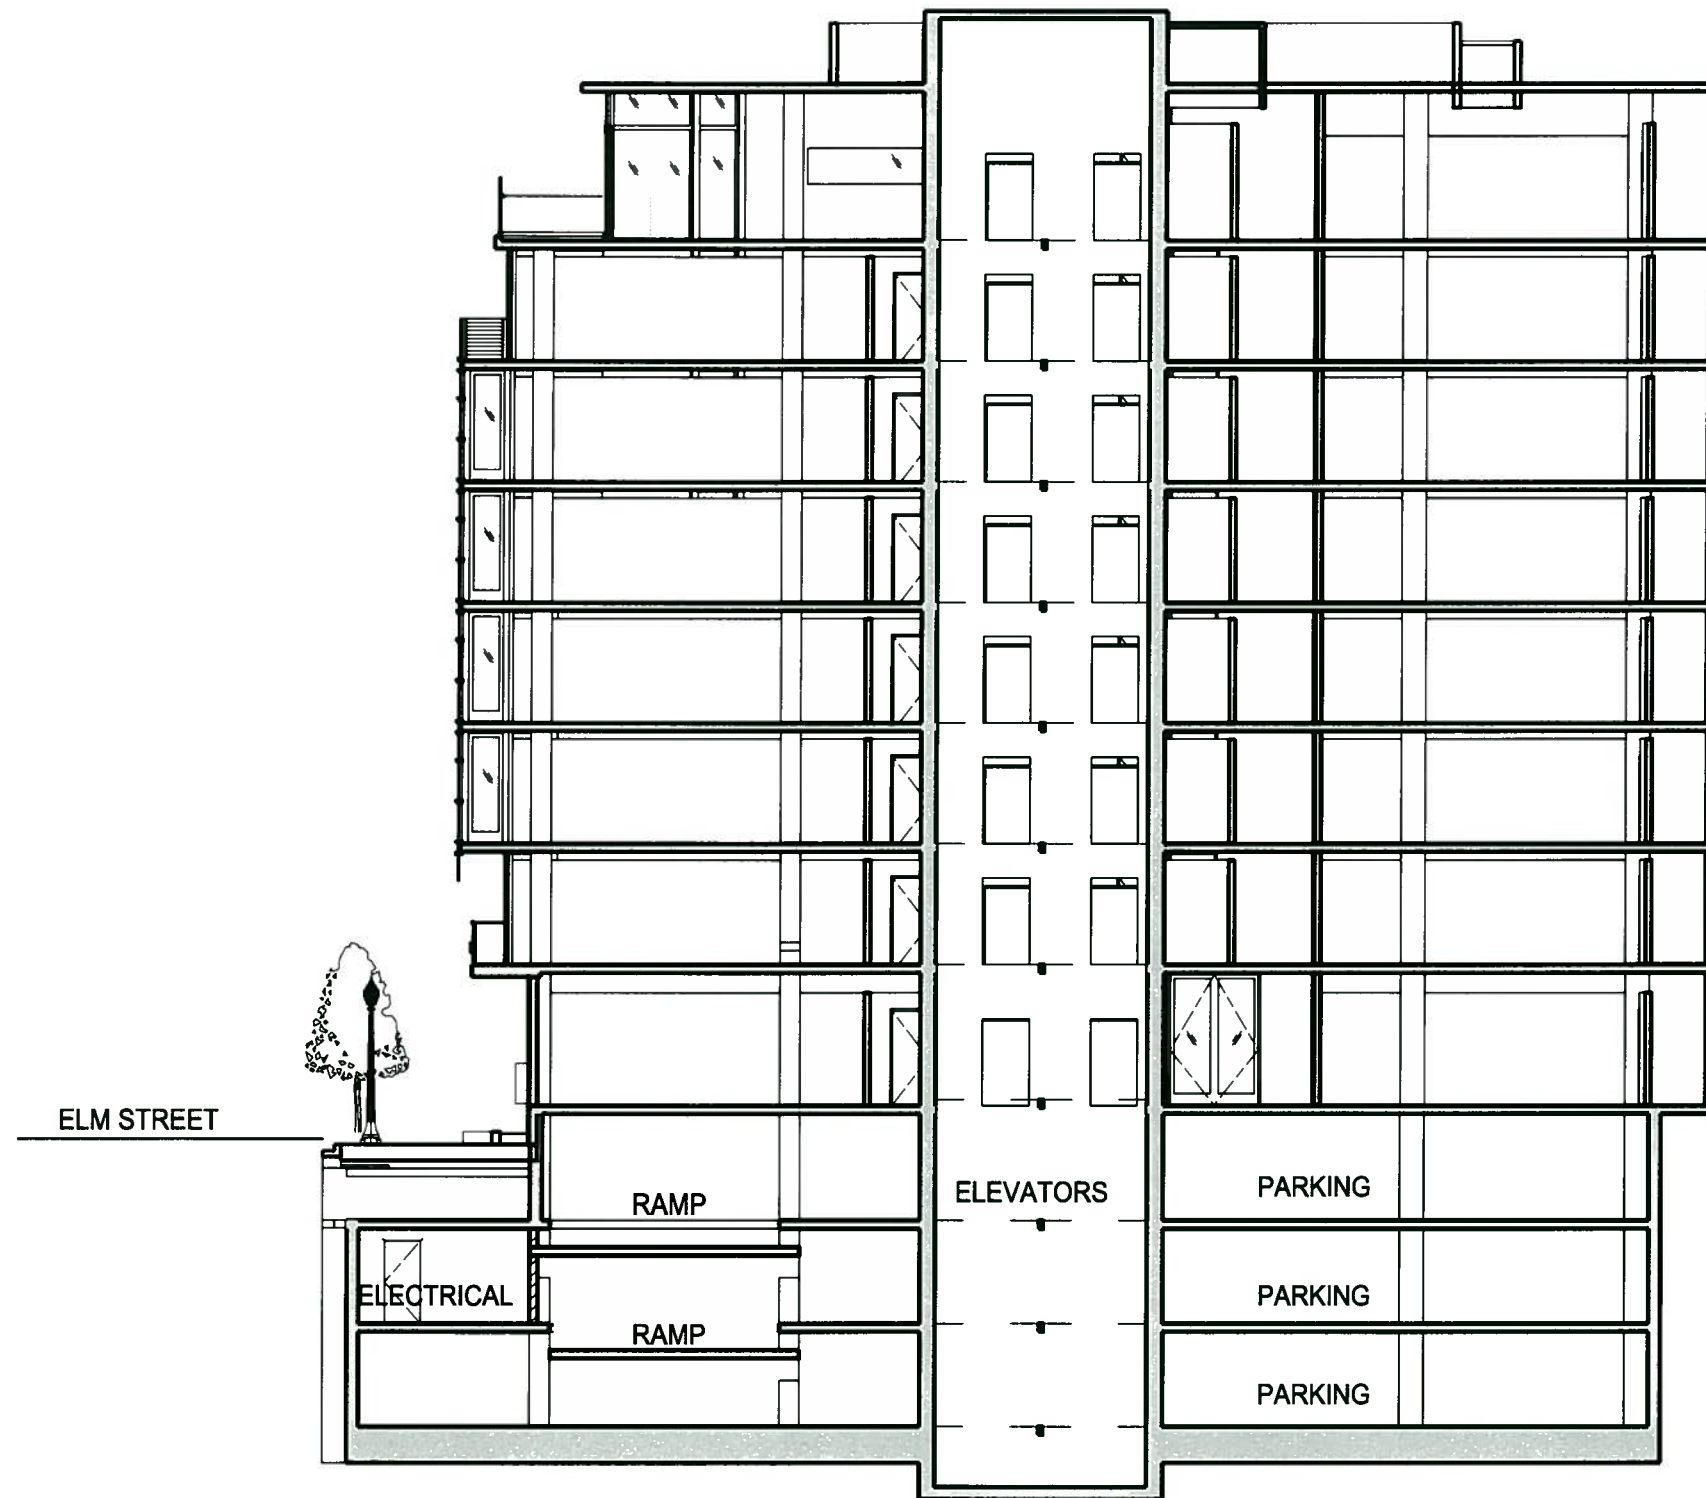 ELM STREET
RAMP
ELEVATORS
PARKING
ELECTRICAL
PARKING
RAMP
PARKING